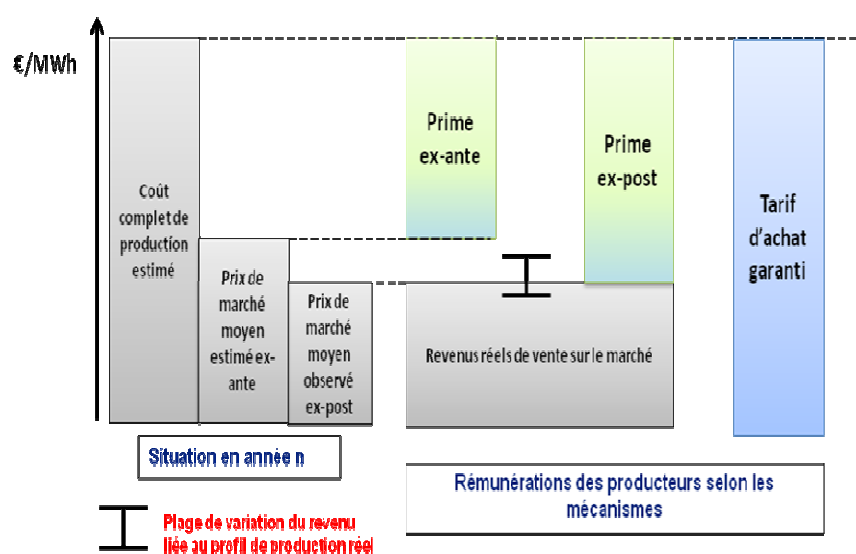 €/MWh
Coût
complet de
production
estimé
Prix de
marché
moyen
estimé ex-
ante
Prix de
marché
moyen
observé
ex-post
Prime
ex-ante
Prime
ex-post
Revenus réels de vente sur le marché
Tarif
d'achat
garanti
Situation en année n
Rémunérations des producteurs selon les
mécanismes
Plage de variation du revenu
liée au profil de production réel